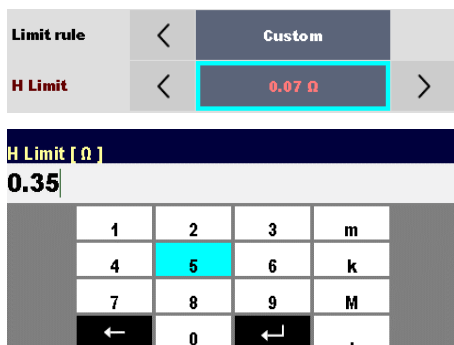 Limit rule < Custom
H Limit < 0.07 Ω >
H Limit [ Ω ]
0.35
1 2 3 m
4 5 6 k
7 8 9 M
← 0 ↵ .